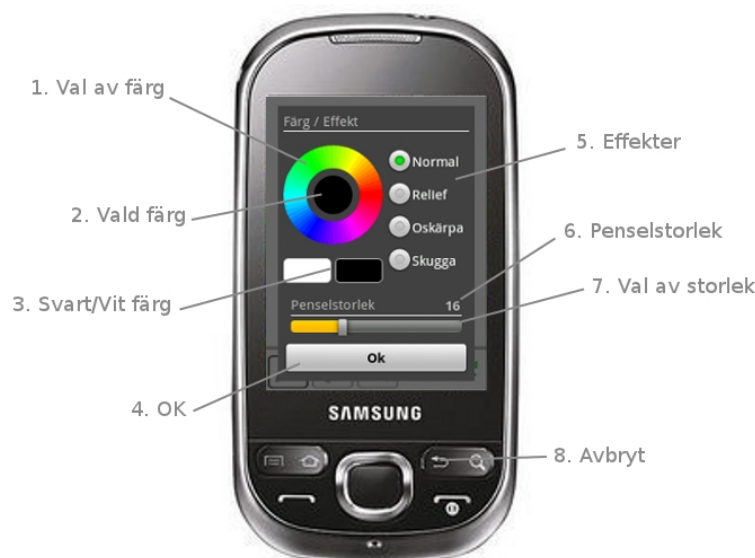 1. Val av färg
2. Vald färg
3. Svart/Vit färg
4. OK
Färg / Effekt
Normal
Relief
Oskärpa
Skugga
Penselstorlek 16
Ok
SAMSUNG
5. Effekter
6. Penselstorlek
7. Val av storlek
8. Avbryt